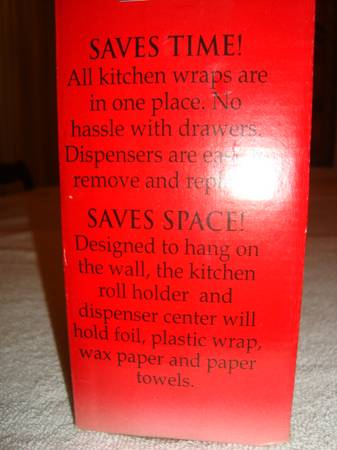 SAVES TIME!
All kitchen wraps are
in one place. No
hassle with drawers.
Dispensers are
remove and
SAVES SPACE!
Designed to hang on
the wall, the kitchen
roll holder and
dispenser center will
hold foil, plastic wrap,
wax paper and paper
towels.